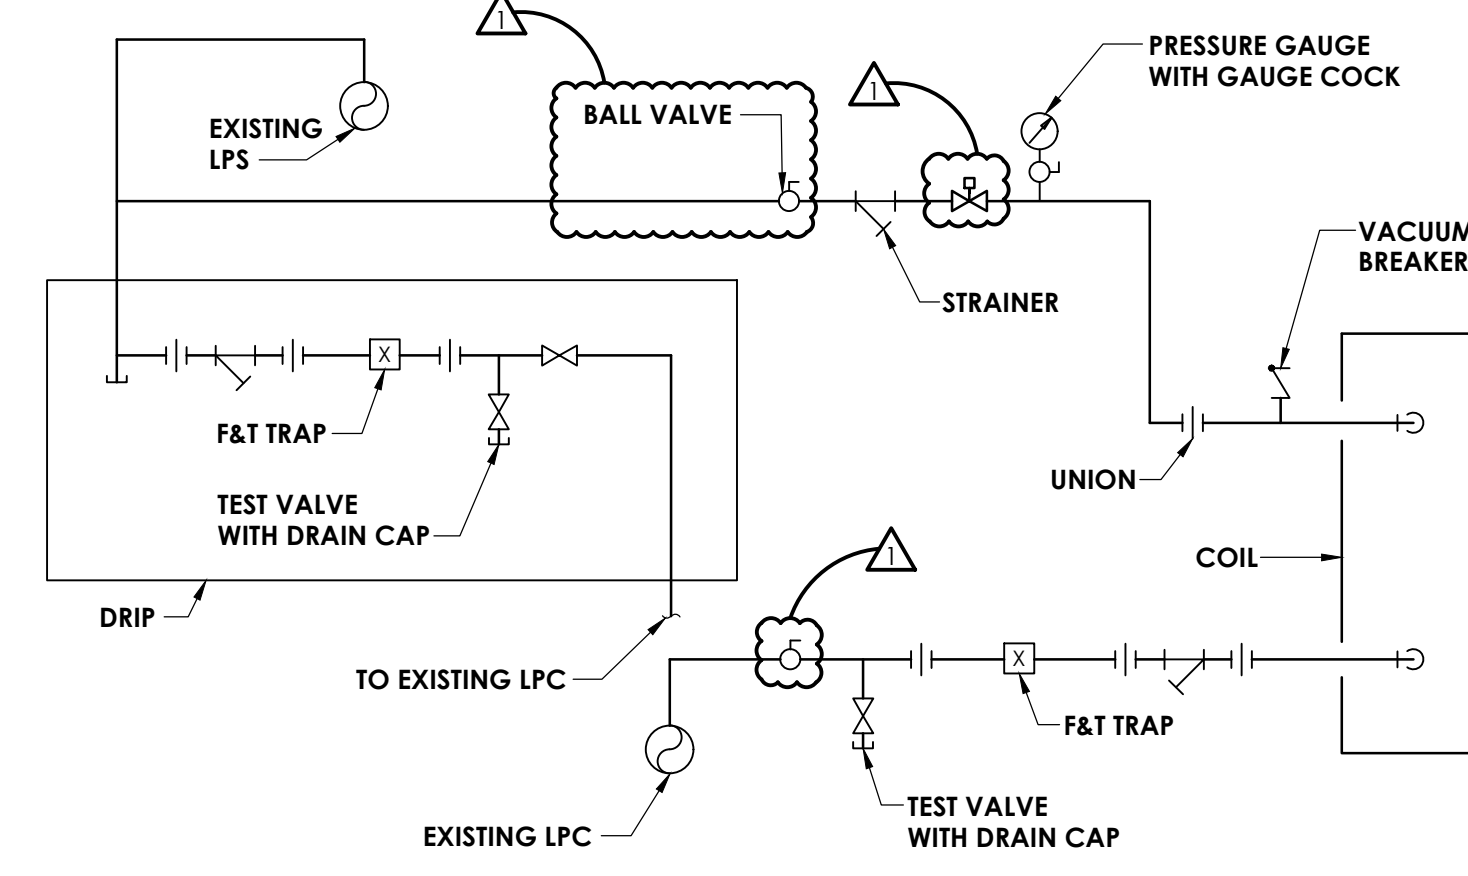 1
PRESSURE GAUGE
WITH GAUGE COCK
1
BALL VALVE
EXISTING
LPS
VACUUM
BREAKER
STRAINER
X
F&T TRAP
UNION
TEST VALVE
WITH DRAIN CAP
1
COIL
DRIP
TO EXISTING LPC
X
F&T TRAP
TEST VALVE
WITH DRAIN CAP
EXISTING LPC